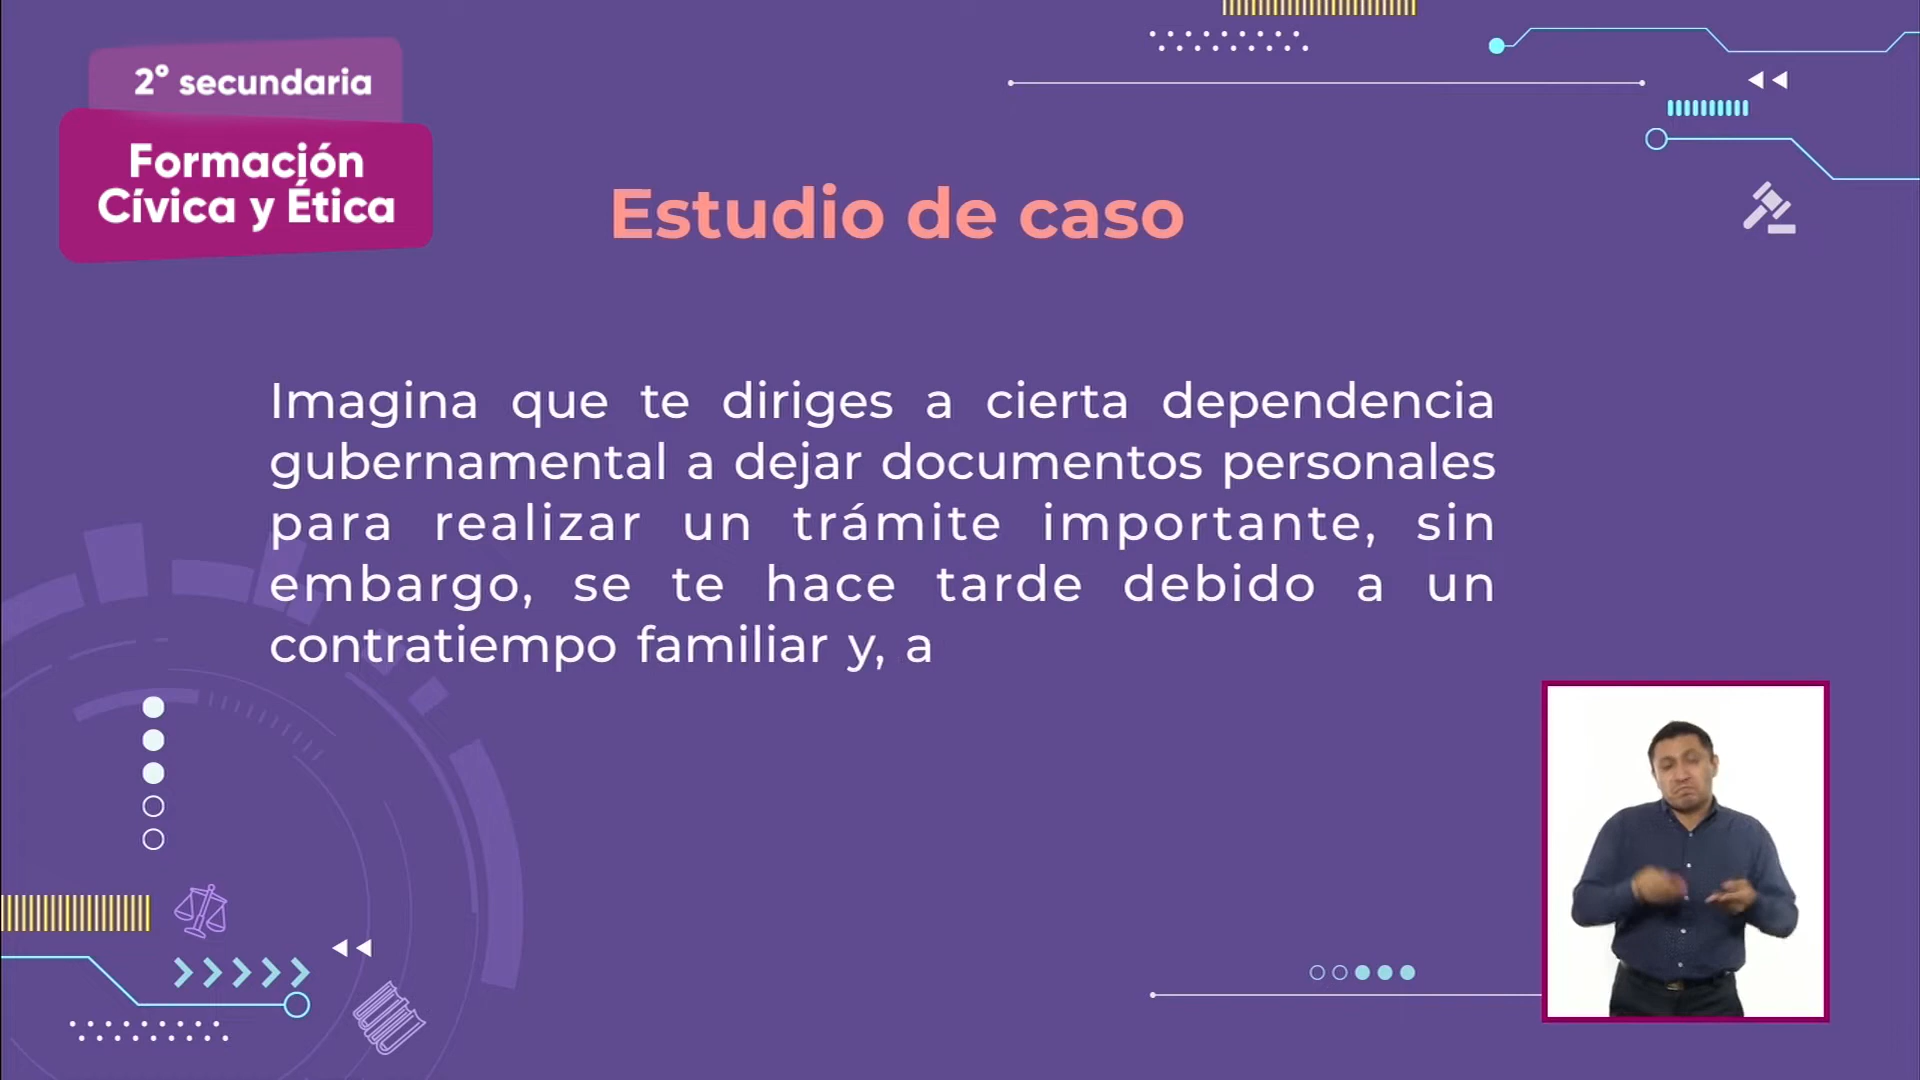 2° secundaria
Formación
Cívica y Ética
Estudio de caso
Imagina que te diriges a cierta dependencia
gubernamental a dejar documentos personales
para realizar un trámite importante, sin
embargo, se te hace tarde debido a un
contratiempo familiar y, a